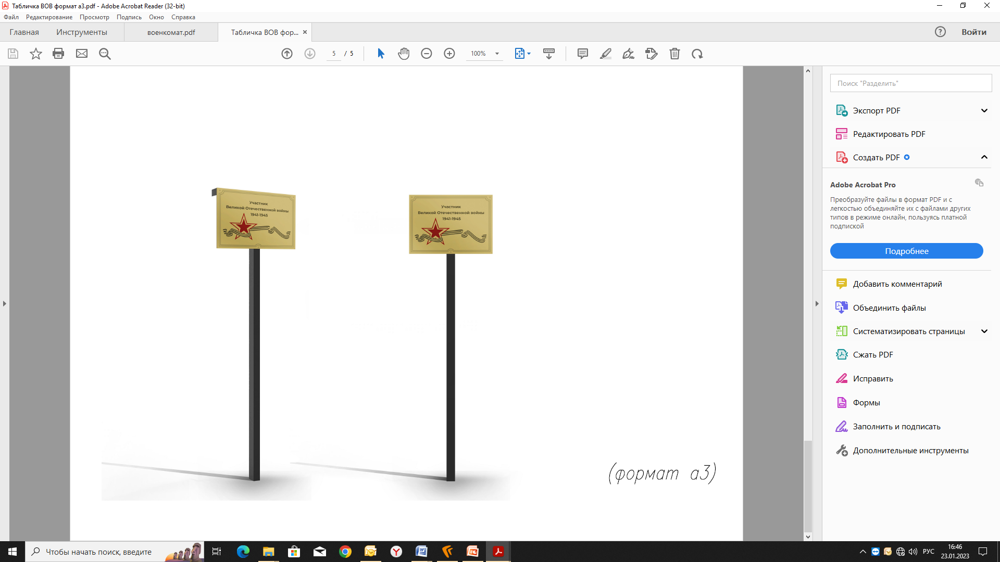 Табличка ВОВ формат а3.pdf - Adobe Acrobat Reader (32-bit)
Файл Редактирование Просмотр Подпись Окно Справка
Главная Инструменты военкомат.pdf Табличка ВОВ фор... Войти
5 / 5 100%
Поиск "Разделить"
Экспорт PDF
Редактировать PDF
Создать PDF
Adobe Acrobat Pro
Преобразуйте файлы в формат PDF и с
легкостью объединяйте их с файлами других
типов в режиме онлайн, пользуясь платной
подпиской
Подробнее
Добавить комментарий
Объединить файлы
Систематизировать страницы
Сжать PDF
Исправить
Формы
Заполнить и подписать
Дополнительные инструменты
Участник
Великой Отечественной войны
1941-1945
Участник
Великой Отечественной войны
1941-1945
(формат а3)
Чтобы начать поиск, введите
РУС
16:46
23.01.2023